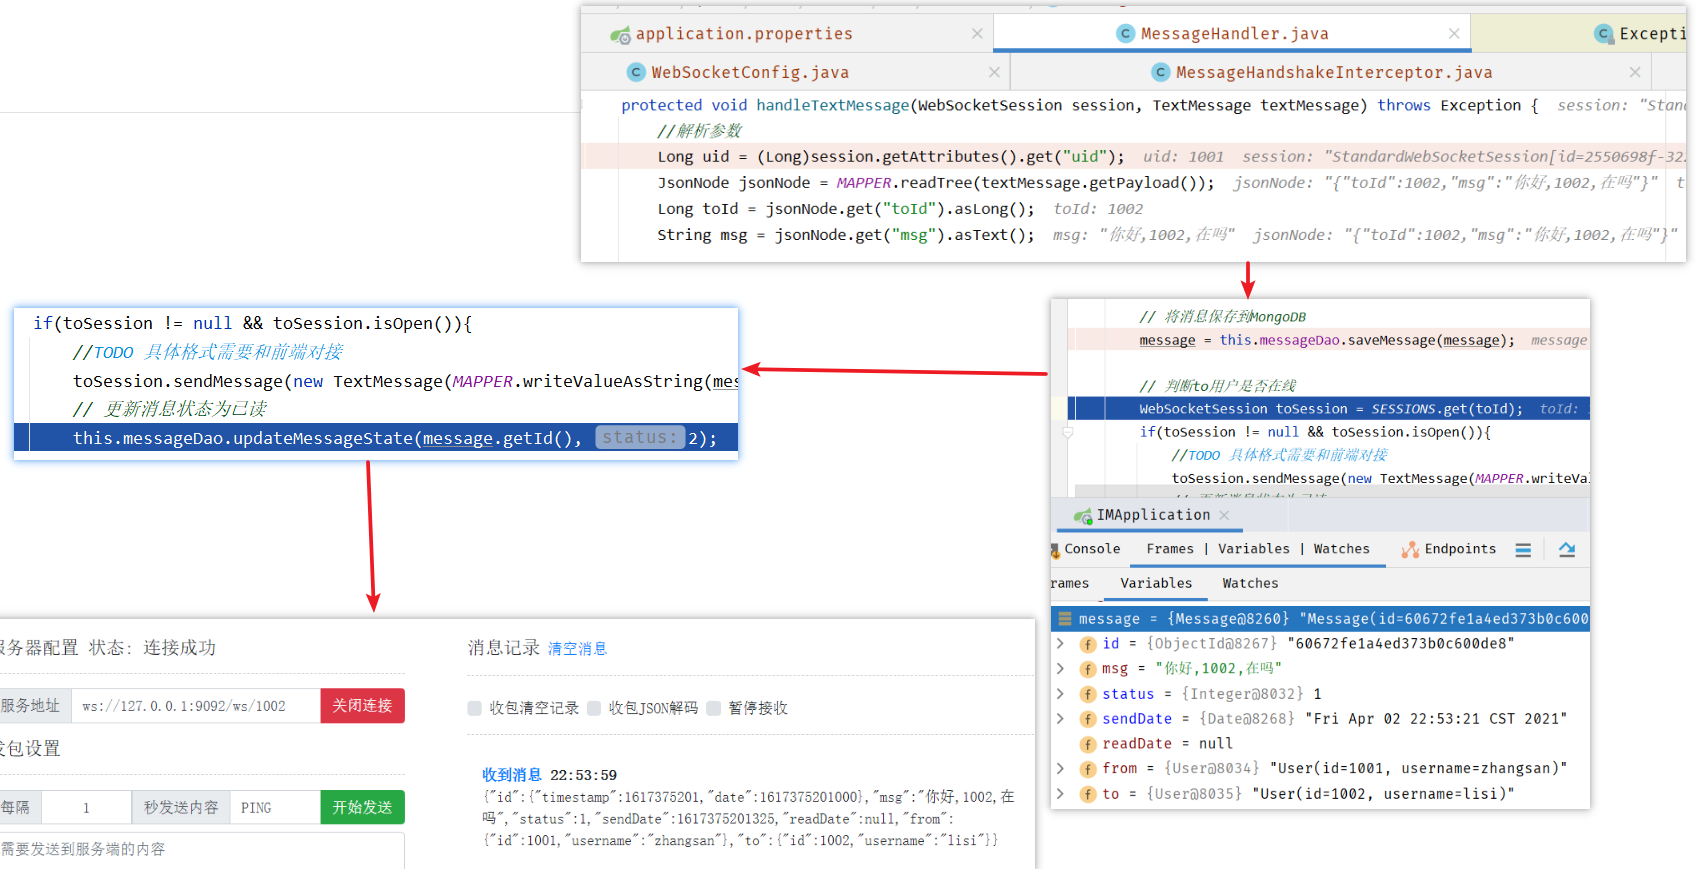 application.properties
MessageHandler.java
Excepti
WebSocketConfig.java
MessageHandshakeInterceptor.java
protected void handleTextMessage(WebSocketSession session, TextMessage textMessage) throws Exception { session: "Stan
//解析参数
Long uid = (Long)session.getAttributes().get("uid"); uid: 1001 session: "StandardWebSocketSession[id=2550698f-322
JsonNode jsonNode = MAPPER.readTree(textMessage.getPayload()); jsonNode: "{"toId":1002,"msg":"你好,1002,在吗"}" t
Long toId = jsonNode.get("toId").asLong(); toId: 1002
String msg = jsonNode.get("msg").asText(); msg: "你好,1002,在吗" jsonNode: "{"toId":1002,"msg":"你好,1002,在吗"}"
if(toSession != null && toSession.isOpen()){
//TODO 具体格式需要和前端对接
toSession.sendMessage(new TextMessage(MAPPER.writeValueAsString(mes
// 更新消息状态为已读
this.messageDao.updateMessageState(message.getId(), status: 2);
// 将消息保存到MongoDB
message = this.messageDao.saveMessage(message); message
// 判断to用户是否在线
WebSocketSession toSession = SESSIONS.get(toId); toId:
if(toSession != null && toSession.isOpen()){
//TODO 具体格式需要和前端对接
toSession.sendMessage(new TextMessage(MAPPER.writeVal
// 更新消息状态为已读
IMApplication
Console Frames | Variables | Watches Endpoints
rames Variables Watches
message = {Message@8260} "Message(id=60672fe1a4ed373b0c600
id = {ObjectId@8267} "60672fe1a4ed373b0c600de8"
msg = "你好,1002,在吗"
status = {Integer@8032} 1
sendDate = {Date@8268} "Fri Apr 02 22:53:21 CST 2021"
readDate = null
from = {User@8034} "User(id=1001, username=zhangsan)"
to = {User@8035} "User(id=1002, username=lisi)"
服务器配置 状态: 连接成功
服务地址 ws://127.0.0.1:9092/ws/1002 关闭连接
发包设置
每隔 1 秒发送内容 PING 开始发送
需要发送到服务端的内容
消息记录 清空消息
收包清空记录 收包JSON解码 暂停接收
收到消息 22:53:59
{"id":{"timestamp":1617375201,"date":1617375201000},"msg":"你好,1002,在
吗","status":1,"sendDate":1617375201325,"readDate":null,"from":
{"id":1001,"username":"zhangsan"},"to":{"id":1002,"username":"lisi"}}